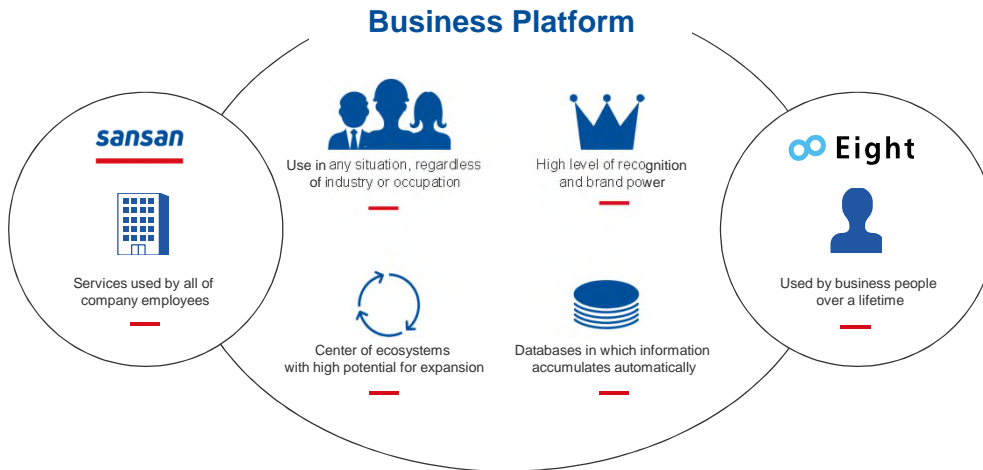 Business Platform
sansan
Services used by all of
company employees
Use in any situation, regardless
of industry or occupation
High level of recognition
and brand power
Center of ecosystems
with high potential for expansion
Databases in which information
accumulates automatically
Eight
Used by business people
over a lifetime